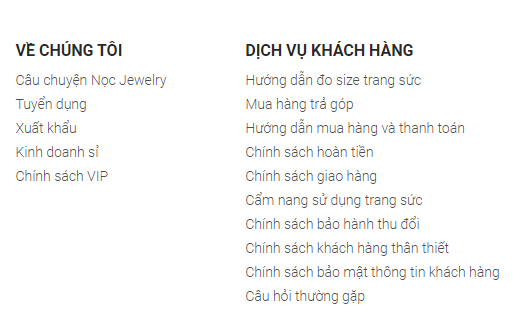 VỀ CHÚNG TÔI
Câu chuyện Nọc Jewelry
Tuyển dụng
Xuất khẩu
Kinh doanh sỉ
Chính sách VIP
DỊCH VỤ KHÁCH HÀNG
Hướng dẫn đo size trang sức
Mua hàng trả góp
Hướng dẫn mua hàng và thanh toán
Chính sách hoàn tiền
Chính sách giao hàng
Cẩm nang sử dụng trang sức
Chính sách bảo hành thu đổi
Chính sách khách hàng thân thiết
Chính sách bảo mật thông tin khách hàng
Câu hỏi thường gặp